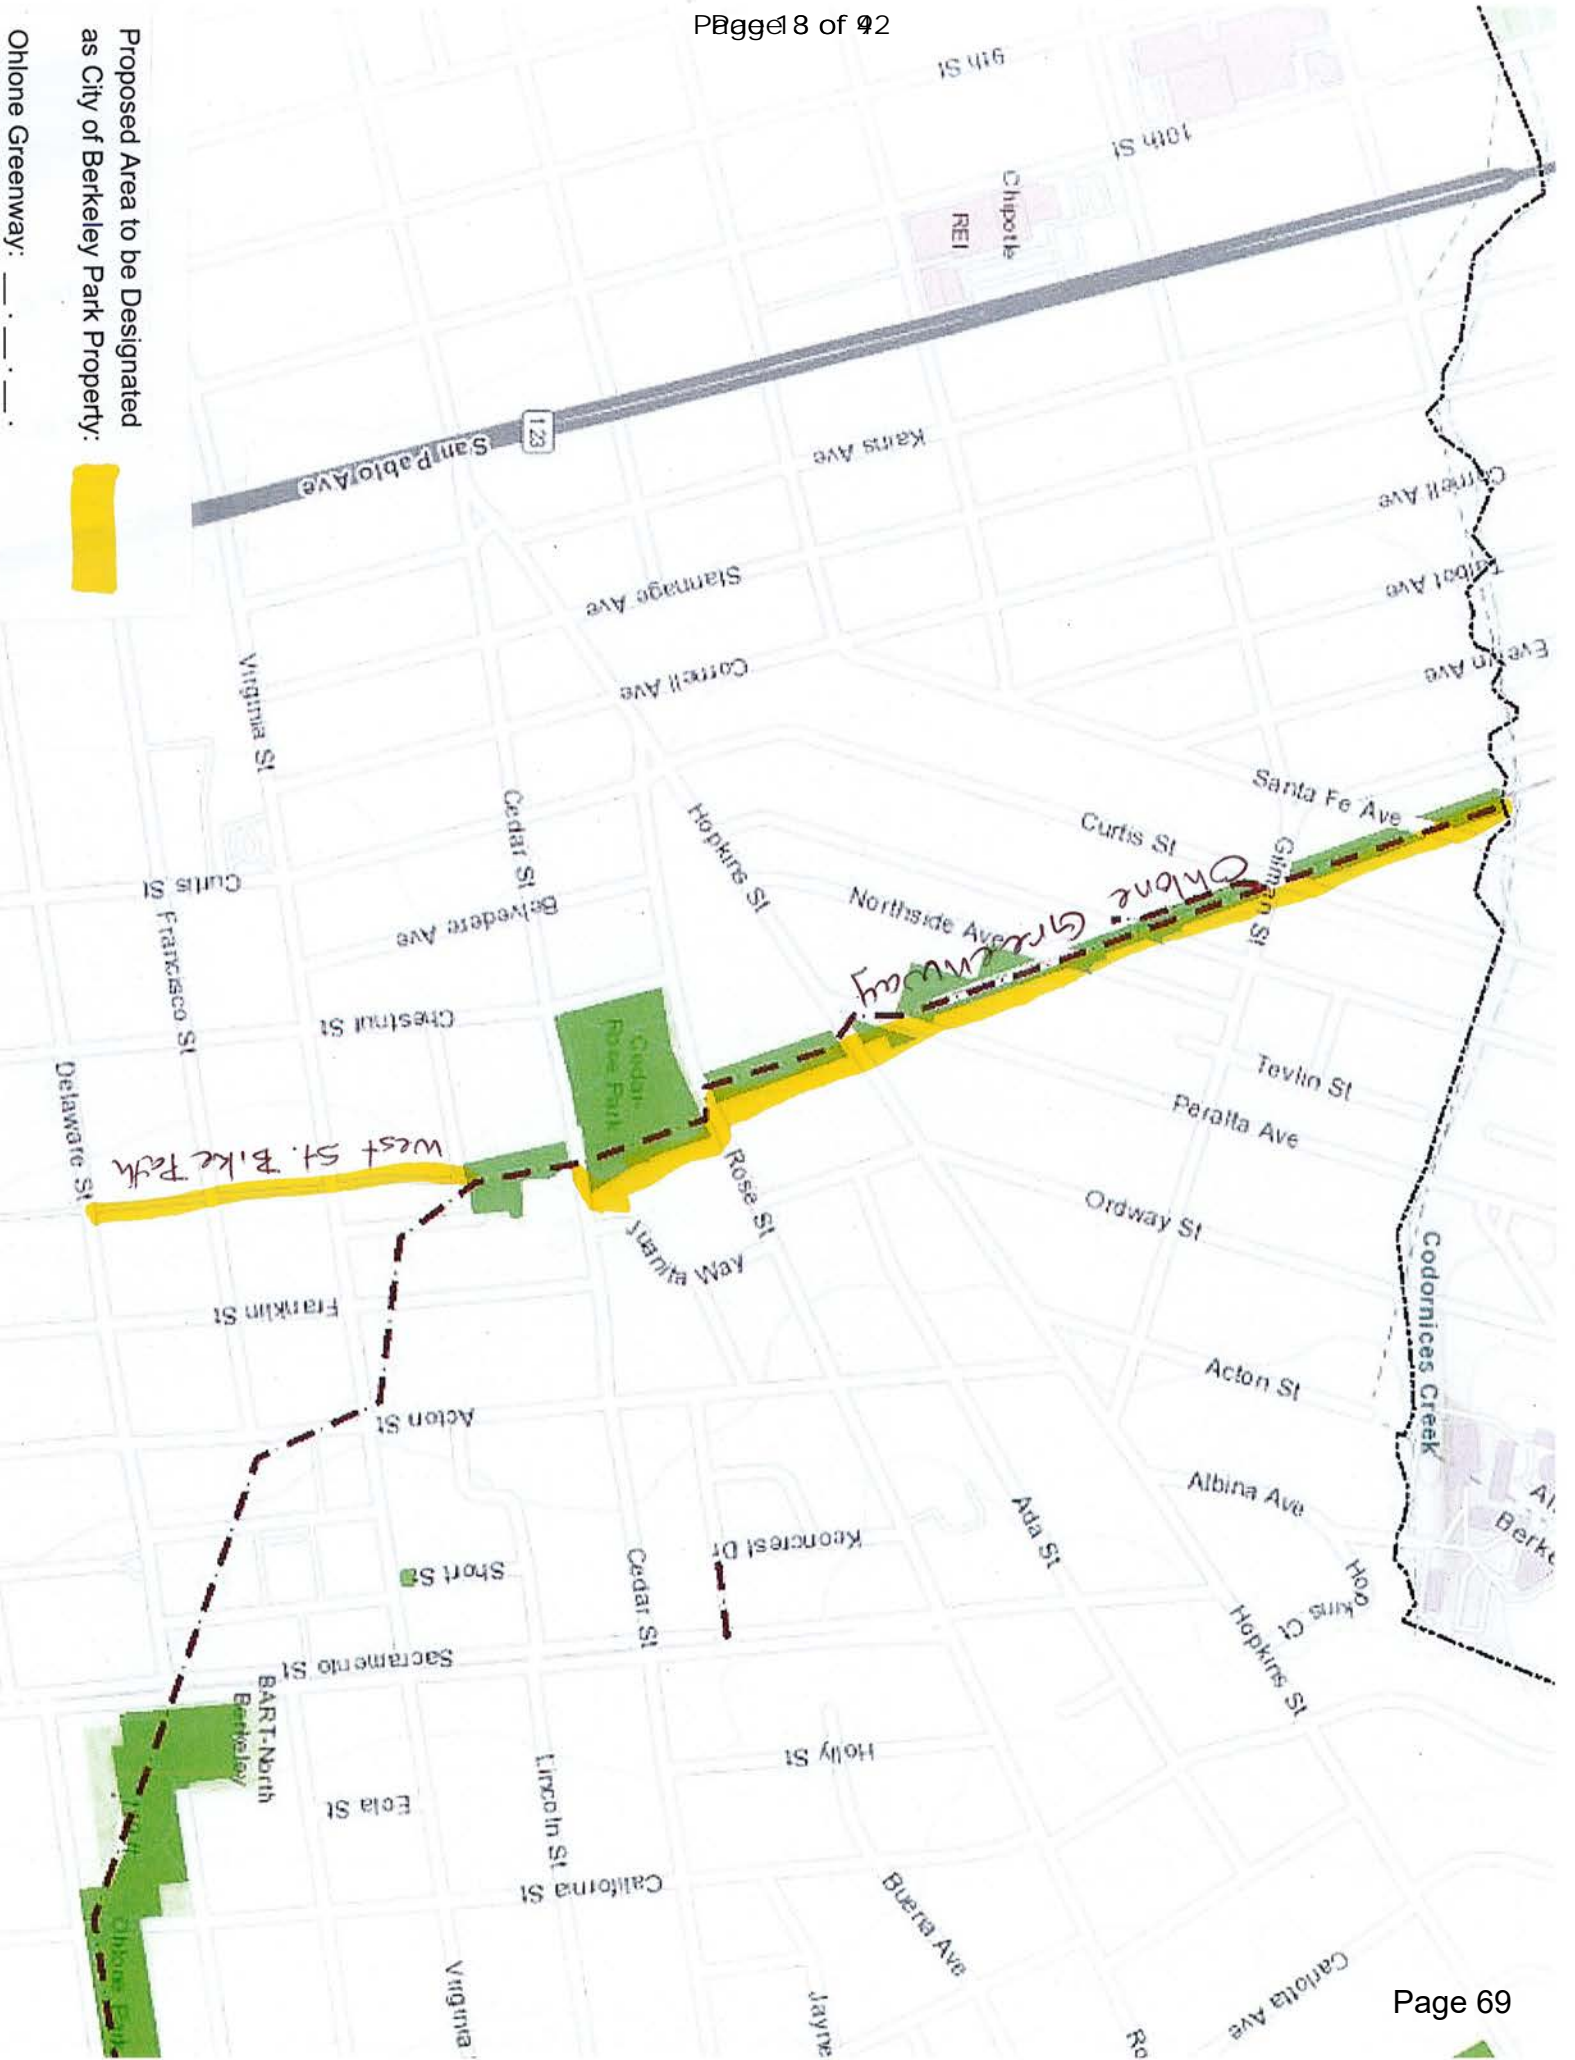 Page 18 of 92
Proposed Area to be Designated
as City of Berkeley Park Property:
Ohlone Greenway:
9th St
10th St
Chipotle
REI
123
San Pablo Ave
Kains Ave
Cornell Ave
Talbot Ave
Evelyn Ave
Stannage Ave
Cornell Ave
Virginia St
Cedar St
Hopkins St
Santa Fe Ave
Curtis St
Gilman St
Northside Ave
Ohlone Greenway
Curtis St
Francisco St
Belvedere Ave
Chestnut St
Cedar-
Rose Park
Delaware St
West St. Bike Path
Tevlin St
Peralta Ave
Rose St
Juanita Way
Ordway St
Franklin St
Acton St
Acton St
Codornices Creek
Albina Ave
Ada St
Keoncrest Dr
Short St
Cedar St
Hopkins Ct
Hopkins St
Sacramento St
BART-North
Berkeley
Holly St
Lincoln St
Eola St
California St
Buena Ave
Virginia
Jayne
Carlotta Ave
Ro
Al
Berke
Ohlone Park
Page 69